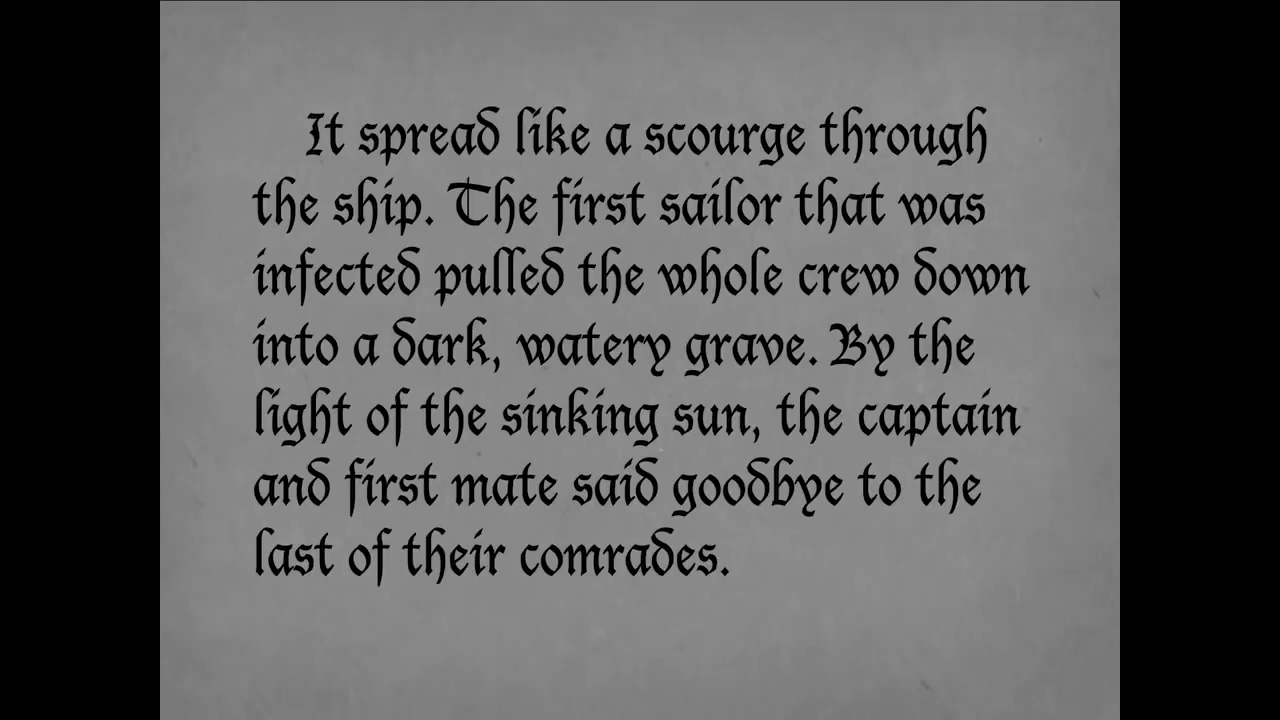 It spread like a scourge through
the ship. The first sailor that was
infected pulled the whole crew down
into a dark, watery grave. By the
light of the sinking sun, the captain
and first mate said goodbye to the
last of their comrades.